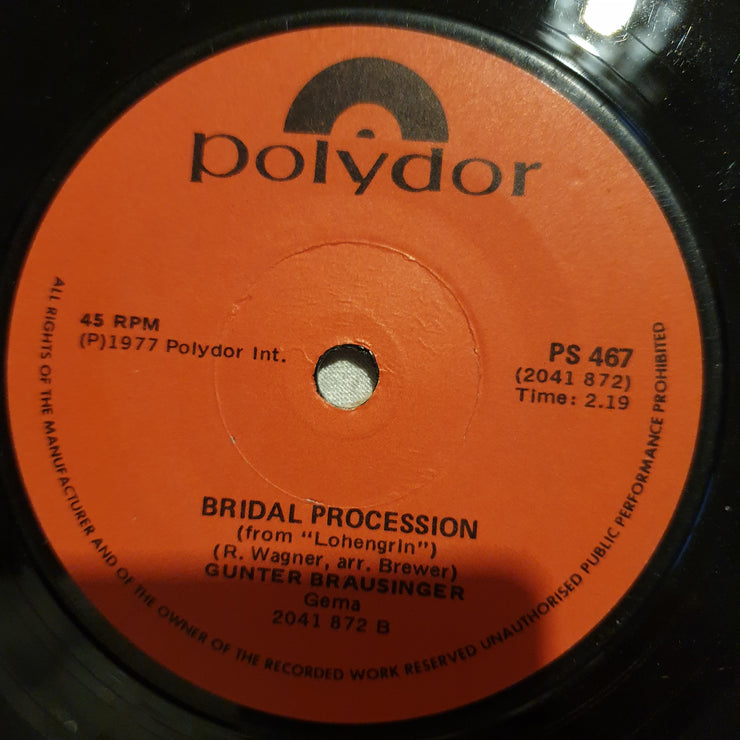 polydor
45 RPM
(P)1977 Polydor Int.
PS 467
(2041 872)
Time: 2.19
BRIDAL PROCESSION
(from "Lohengrin")
(R. Wagner, arr. Brewer)
GUNTER BRAUSINGER
Gema
2041 872 B
ALL RIGHTS OF THE MANUFACTURER AND OF THE OWNER OF THE RECORDED WORK RESERVED UNAUTHORISED PUBLIC PERFORMANCE PROHIBITED